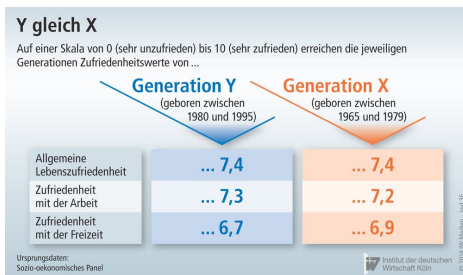 Y gleich X
Auf einer Skala von 0 (sehr unzufrieden) bis 10 (sehr zufrieden) erreichen die jeweiligen
Generationen Zufriedenheitswerte von ...
Generation Y
(geboren zwischen
1980 und 1995)
Generation X
(geboren zwischen
1965 und 1979)
Allgemeine
Lebenszufriedenheit
... 7,4
... 7,4
Zufriedenheit
mit der Arbeit
... 7,3
... 7,2
Zufriedenheit
mit der Freizeit
... 6,7
... 6,9
Ursprungsdaten:
Sozio-oekonomisches Panel
Institut der deutschen
Wirtschaft Köln